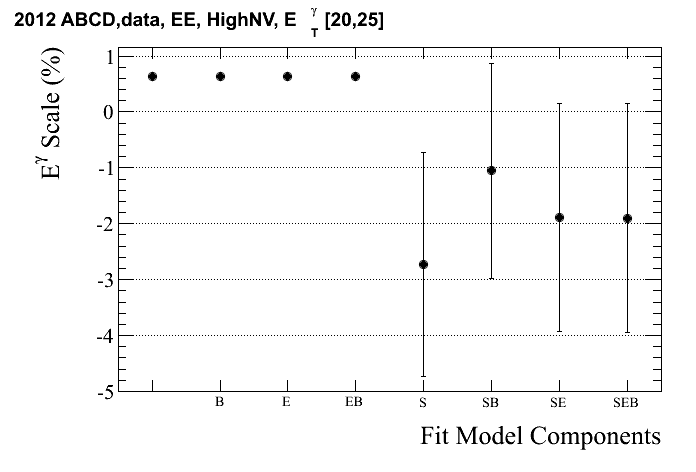 2012 ABCD,data, EE, HighNV, E γ T [20,25]
E γ Scale (%)
1
0
-1
-2
-3
-4
-5
B E EB S SB SE SEB
Fit Model Components